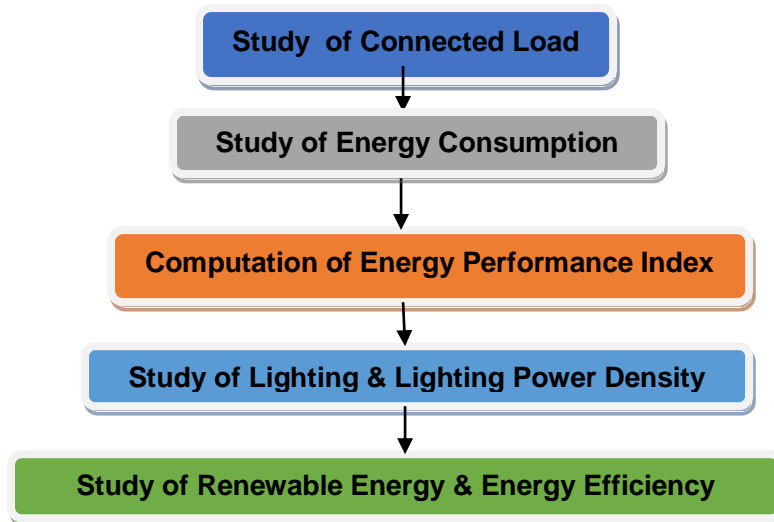 Study of Connected Load
Study of Energy Consumption
Computation of Energy Performance Index
Study of Lighting & Lighting Power Density
Study of Renewable Energy & Energy Efficiency